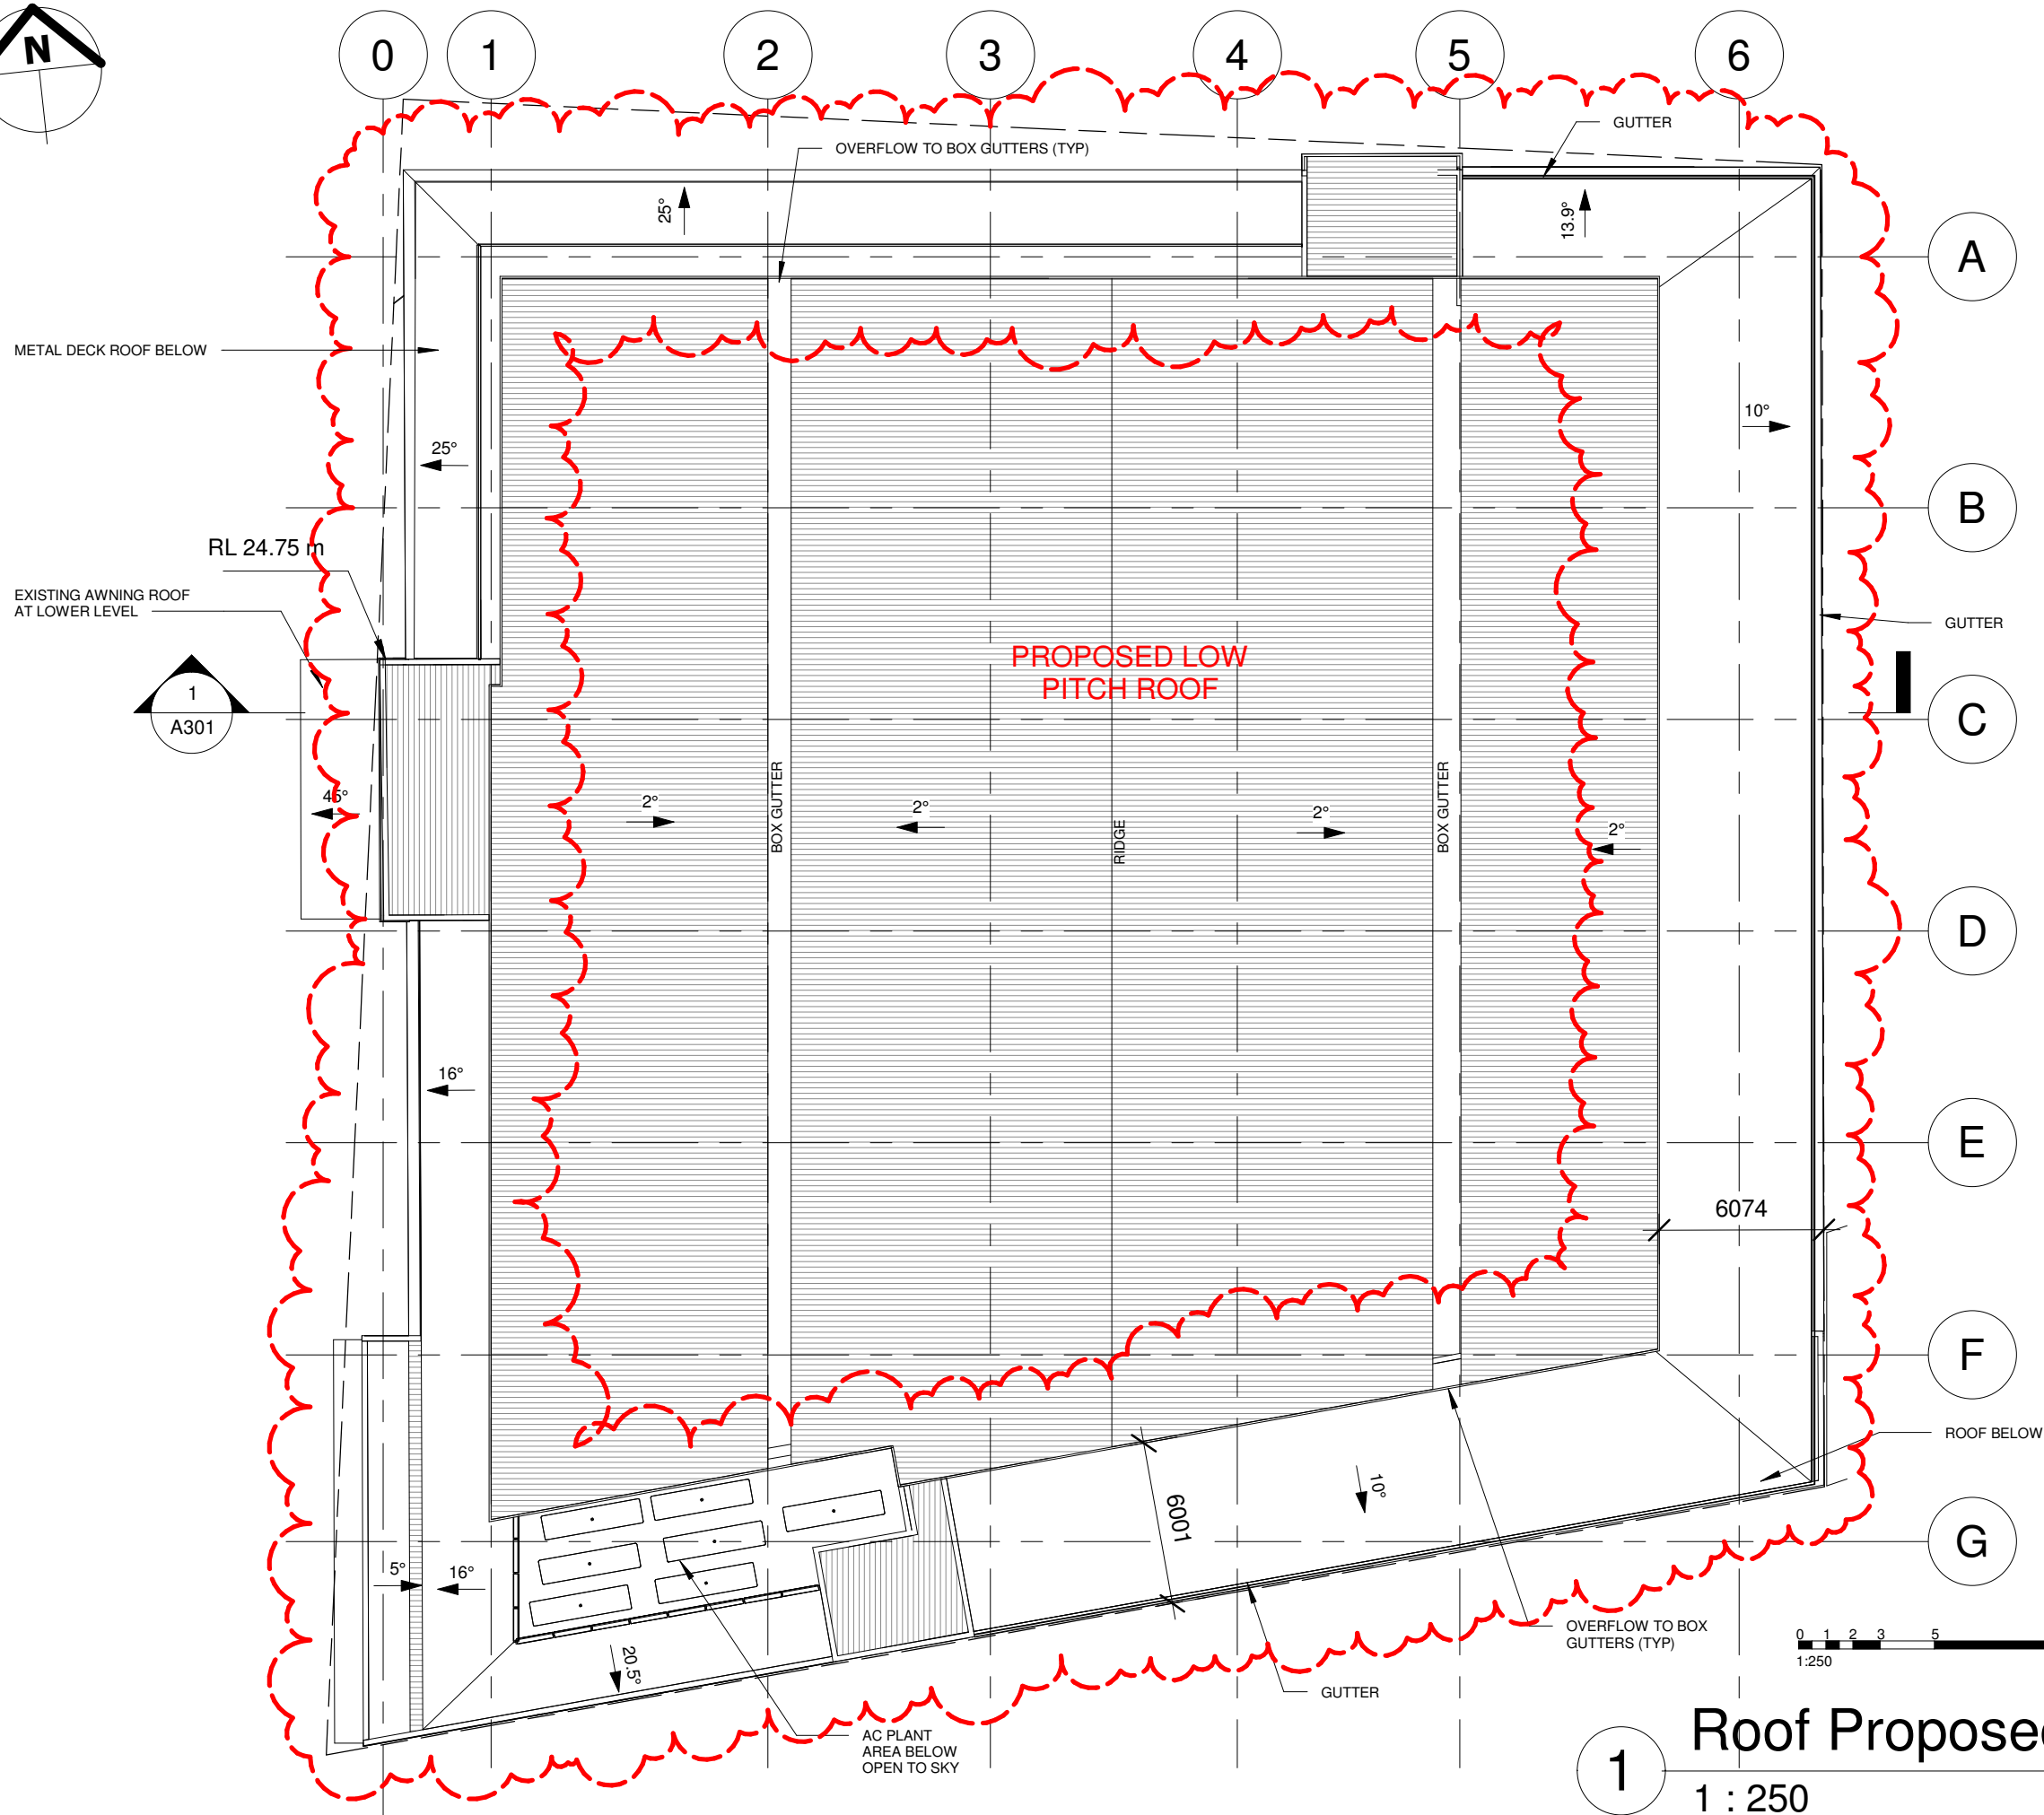 N
0
1
2
3
4
5
6
GUTTER
OVERFLOW TO BOX GUTTERS (TYP)
25°
13.9°
A
METAL DECK ROOF BELOW
10°
25°
B
RL 24.75 m
EXISTING AWNING ROOF
AT LOWER LEVEL
GUTTER
PROPOSED LOW
PITCH ROOF
1
A301
C
45°
2°
BOX GUTTER
2°
RIDGE
2°
BOX GUTTER
2°
D
16°
E
6074
F
ROOF BELOW
10°
6001
G
5°
16°
20.5°
OVERFLOW TO BOX
GUTTERS (TYP)
0 1 2 3 5
1:250
GUTTER
AC PLANT
AREA BELOW
OPEN TO SKY
1
Roof Proposed
1 : 250